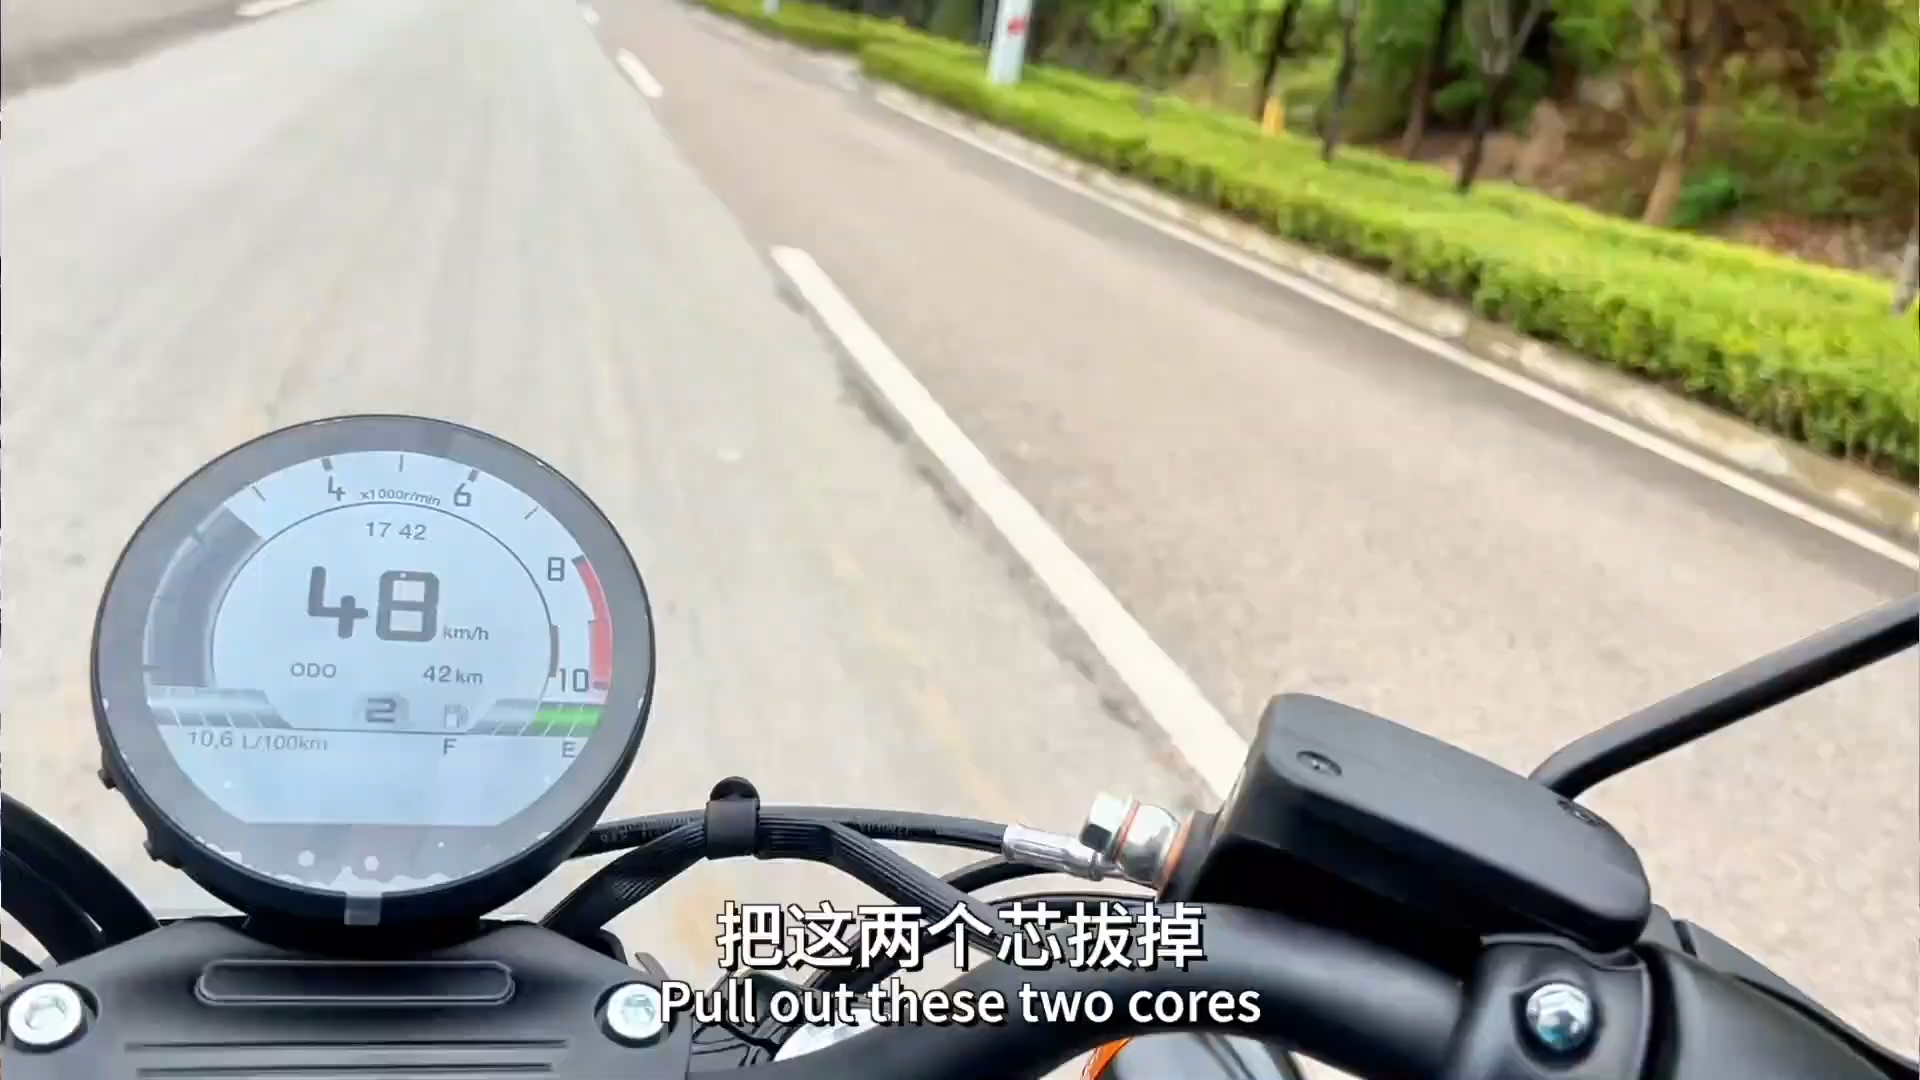 4 x1000r/min 6
17 42
8
48 km/h
ODO 42 km
10
2
10,6 L/100km F E
把这两个芯拔掉
Pull out these two cores